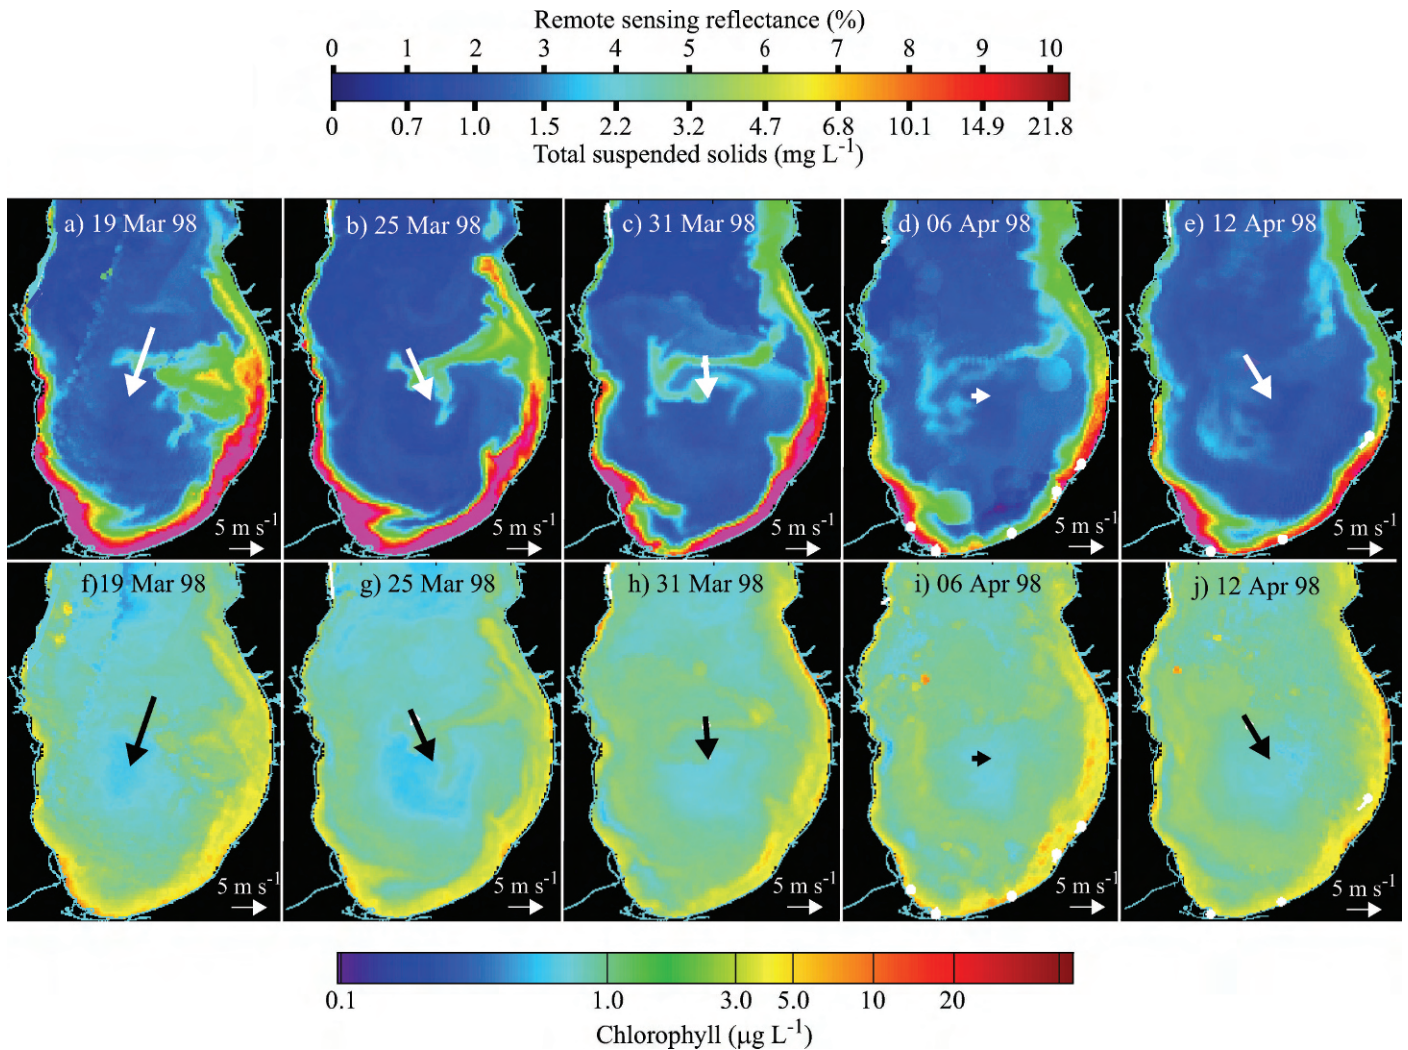 Remote sensing reflectance (%)
0 1 2 3 4 5 6 7 8 9 10
0 0.7 1.0 1.5 2.2 3.2 4.7 6.8 10.1 14.9 21.8
Total suspended solids (mg L⁻¹)
a) 19 Mar 98 b) 25 Mar 98 c) 31 Mar 98 d) 06 Apr 98 e) 12 Apr 98
5 m s⁻¹ 5 m s⁻¹ 5 m s⁻¹ 5 m s⁻¹ 5 m s⁻¹
f)19 Mar 98 g) 25 Mar 98 h) 31 Mar 98 i) 06 Apr 98 j) 12 Apr 98
5 m s⁻¹ 5 m s⁻¹ 5 m s⁻¹ 5 m s⁻¹ 5 m s⁻¹
0.1 1.0 3.0 5.0 10 20
Chlorophyll (µg L⁻¹)